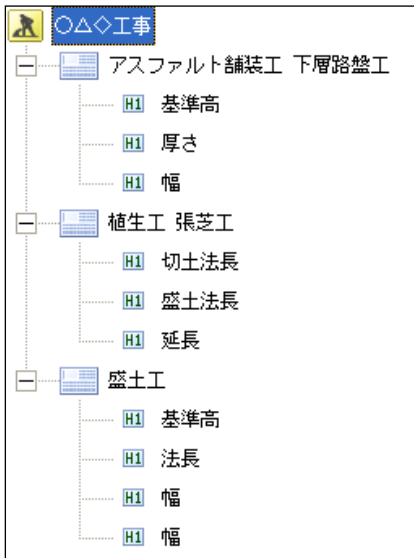 〇△◇工事
アスファルト舗装工 下層路盤工
H1 基準高
H1 厚さ
H1 幅
植生工 張芝工
H1 切土法長
H1 盛土法長
H1 延長
盛土工
H1 基準高
H1 法長
H1 幅
H1 幅